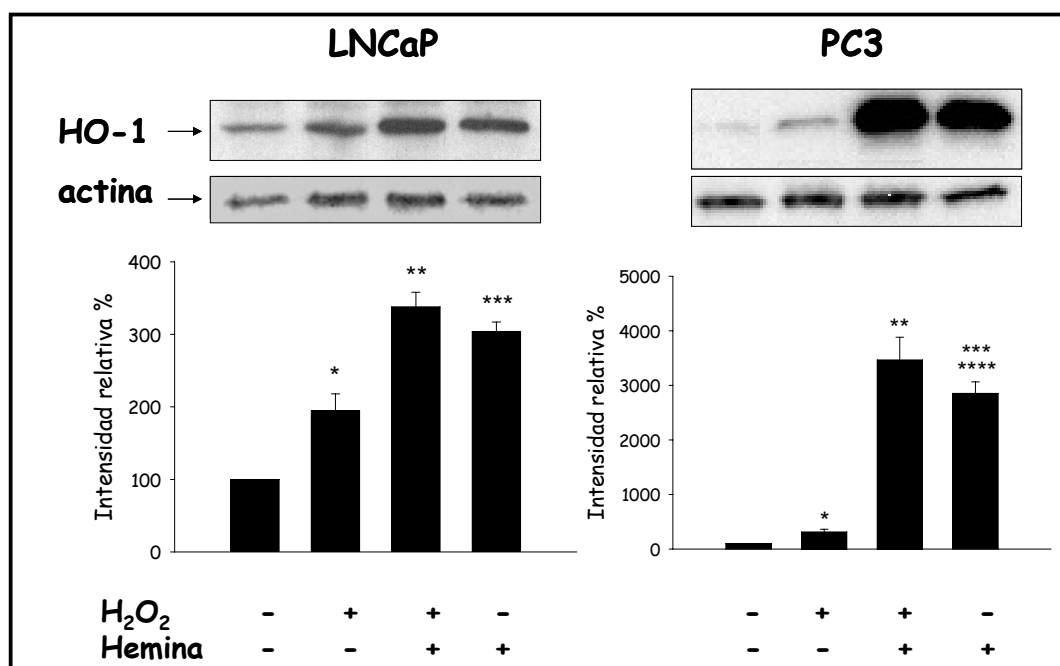 LNCaP
PC3
HO-1
actina
Intensidad relativa %
400
300
200
100
0
*
**
***
Intensidad relativa %
5000
4000
3000
2000
1000
0
*
**
***
****
H₂O₂ - + + - - + + -
Hemina - - + + - - + +